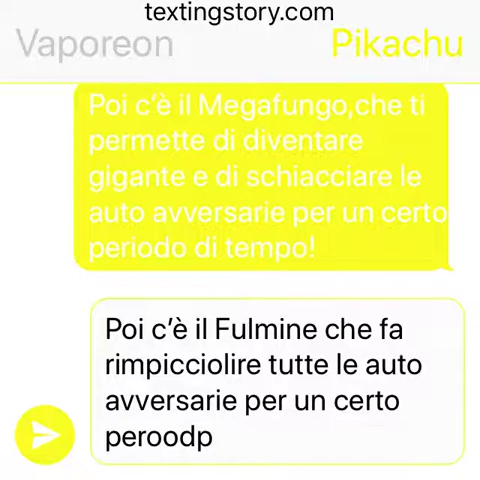 textingstory.com
Vaporeon Pikachu
Poi c'è il Megafungo,che ti
permette di diventare
gigante e di schiacciare le
auto avversarie per un certo
periodo di tempo!
Poi c'è il Fulmine che fa
rimpicciolire tutte le auto
avversarie per un certo
peroodp